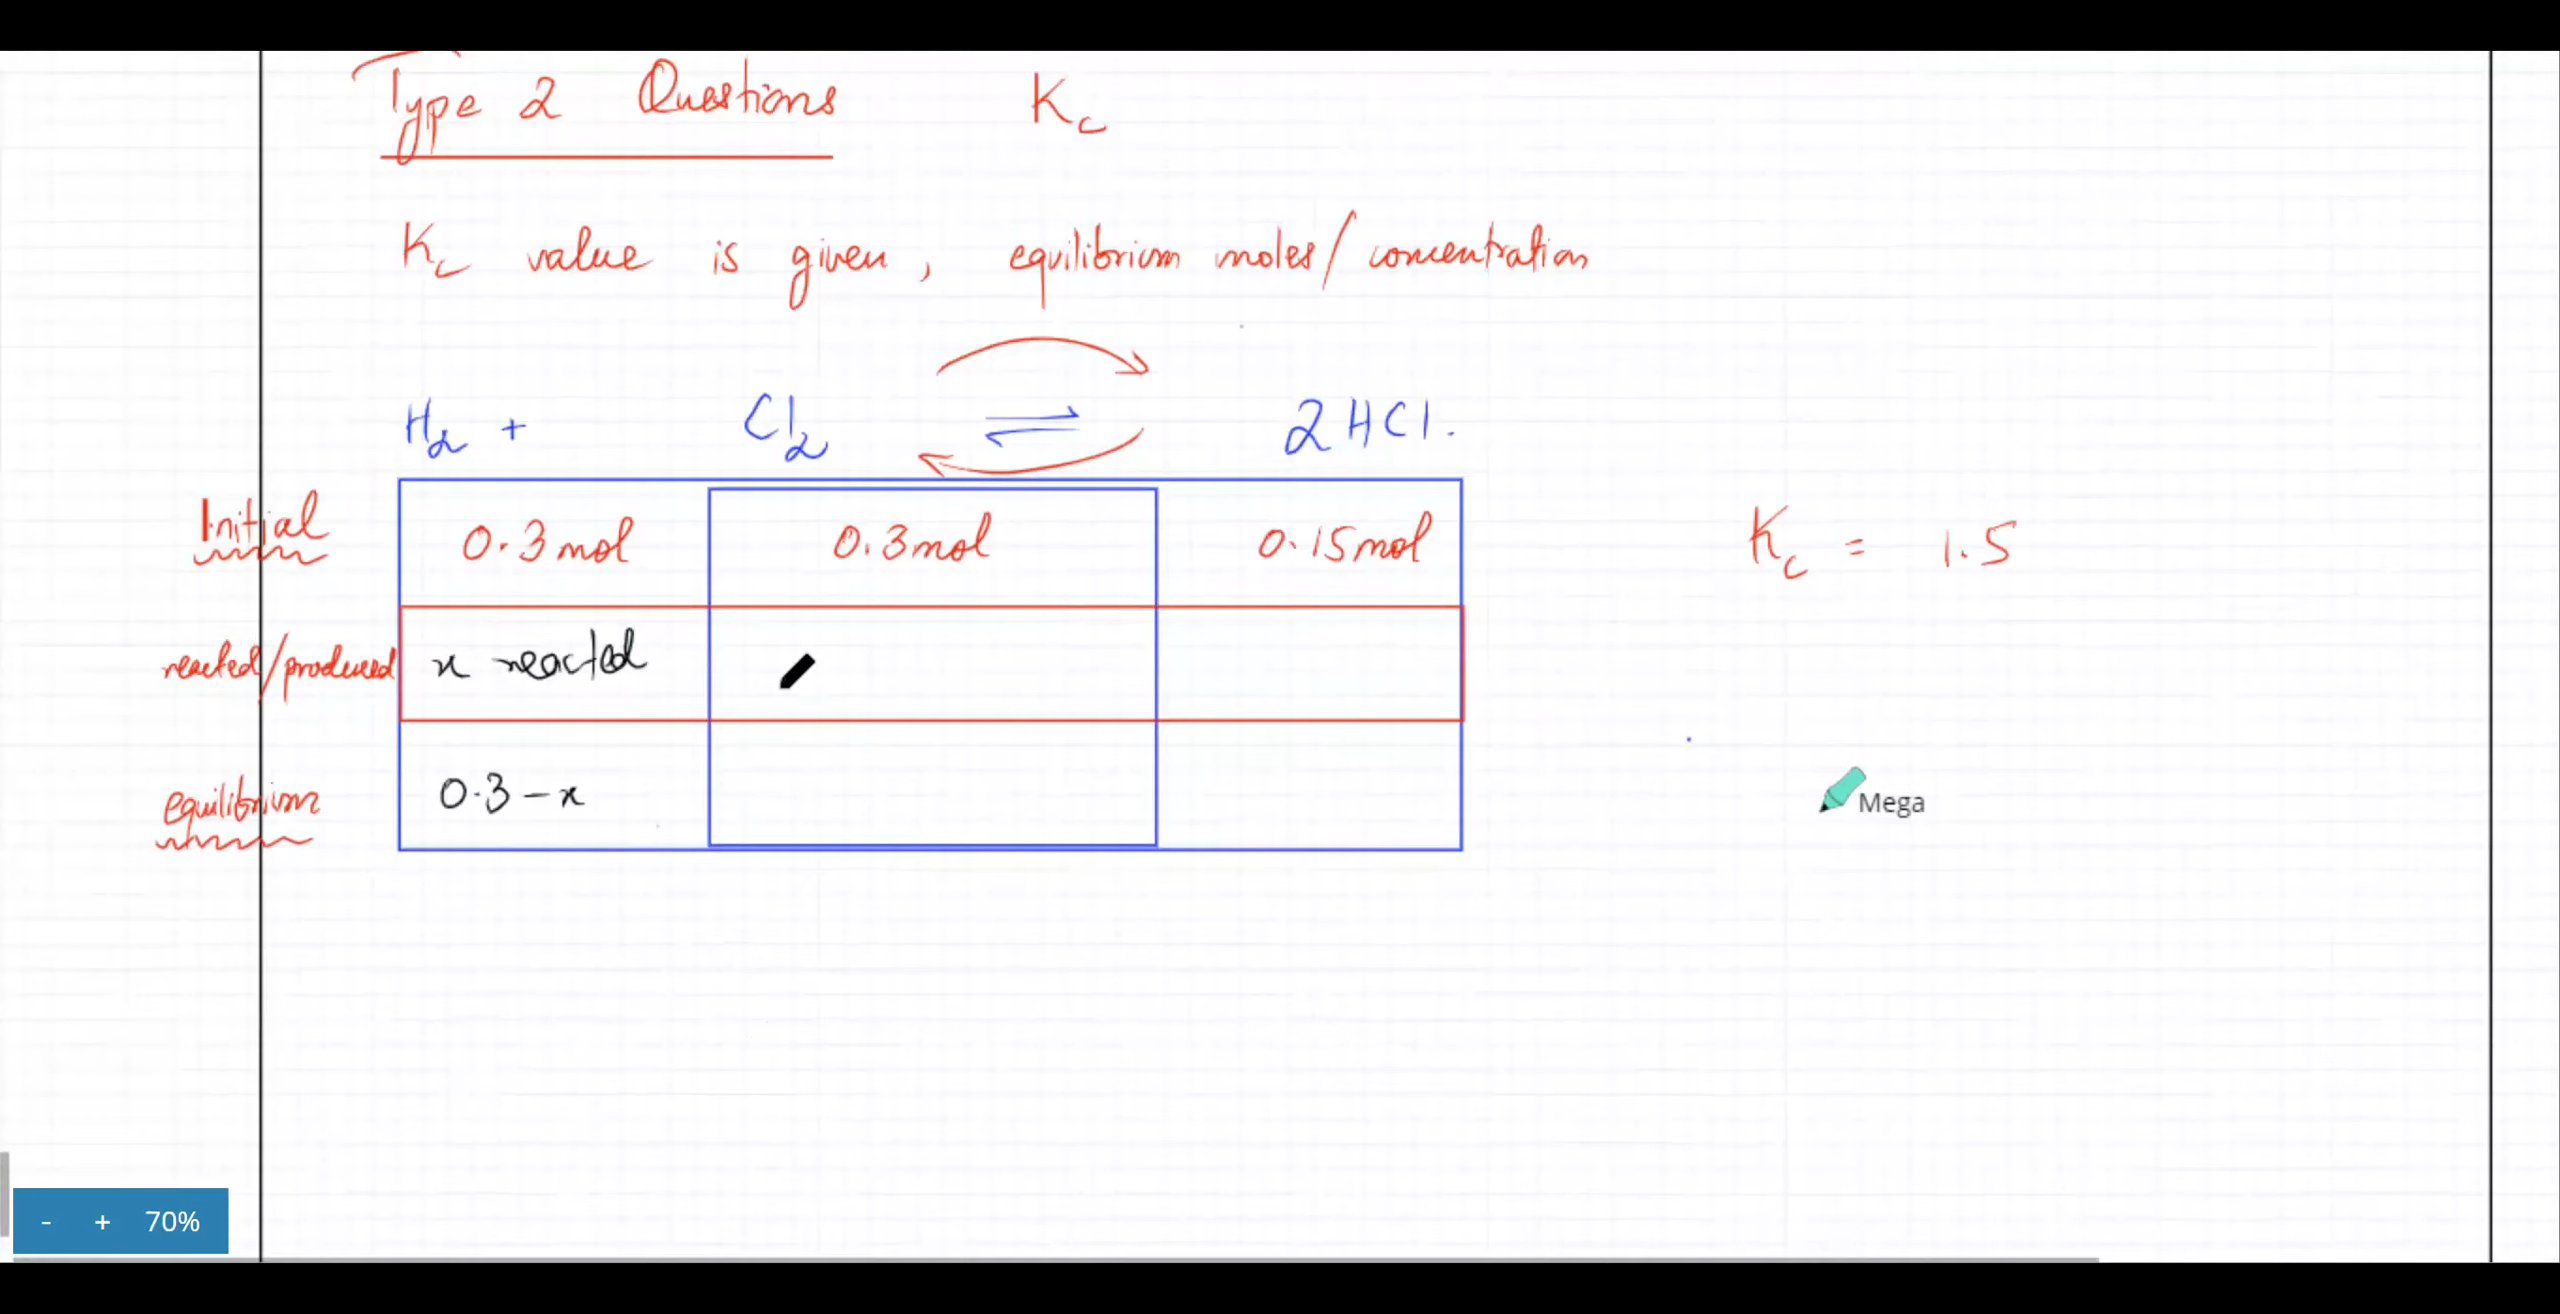 Type 2 Questions Kc
Kc value is given, equilibrium moles/concentration
H2 + Cl2 ⇌ 2HCl.
Initial 0.3mol 0.3mol 0.15mol Kc = 1.5
reacted/produced x reacted
equilibrium 0.3-x
Mega
- + 70%